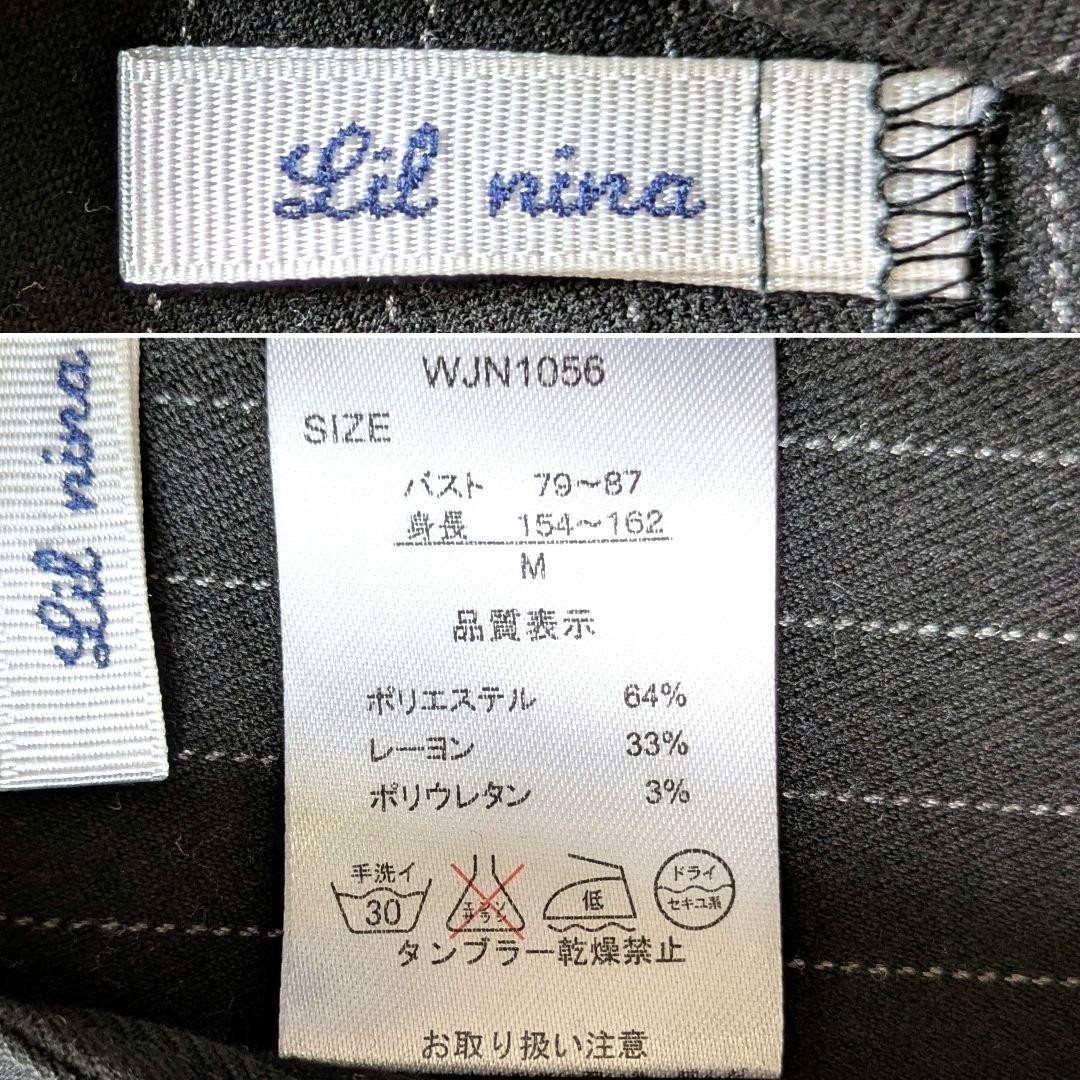 Lil nina
Lil nina
WJN1056
SIZE
バスト 79~87
身長 154~162
M
品質表示
ポリエステル 64%
レーヨン 33%
ポリウレタン 3%
手洗イ
30
エンソ
サラシ
低
ドライ
セキユ系
タンブラー乾燥禁止
お取り扱い注意